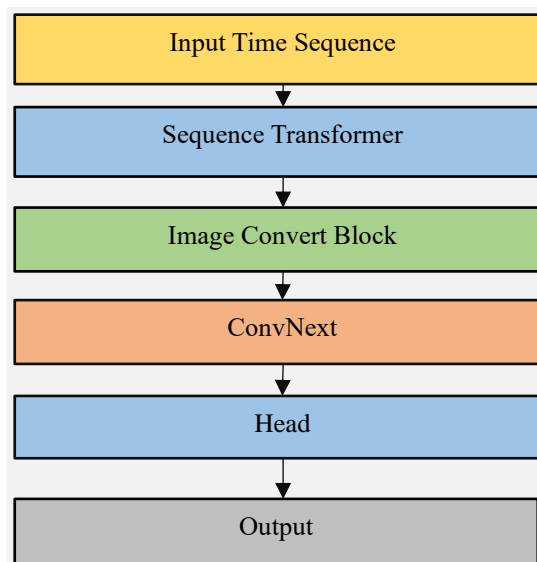 Input Time Sequence
Sequence Transformer
Image Convert Block
ConvNext
Head
Output